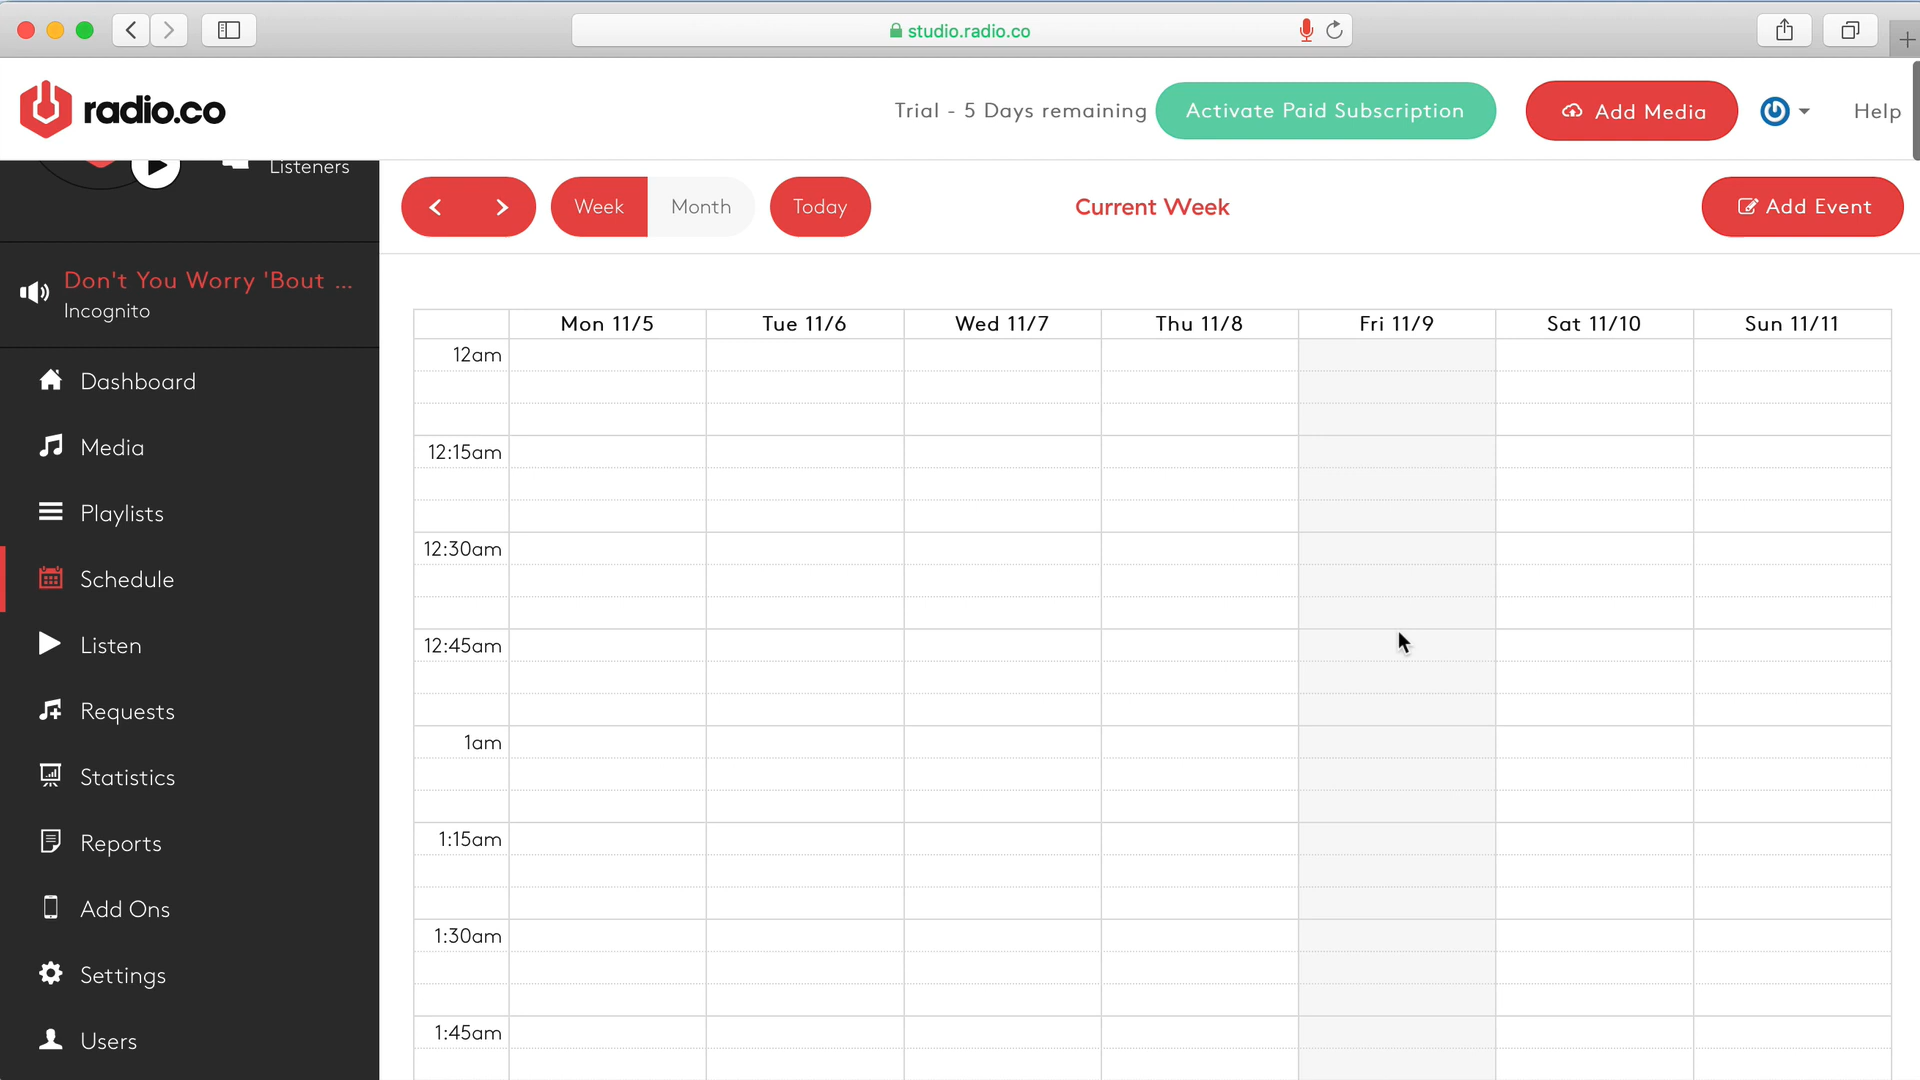 studio.radio.co
radio.co
Trial - 5 Days remaining
Activate Paid Subscription
Add Media
Help
Listeners
Don't You Worry 'Bout ...
Incognito
Dashboard
Media
Playlists
Schedule
Listen
Requests
Statistics
Reports
Add Ons
Settings
Users
Week
Month
Today
Current Week
Add Event
Mon 11/5 Tue 11/6 Wed 11/7 Thu 11/8 Fri 11/9 Sat 11/10 Sun 11/11
12am
12:15am
12:30am
12:45am
1am
1:15am
1:30am
1:45am